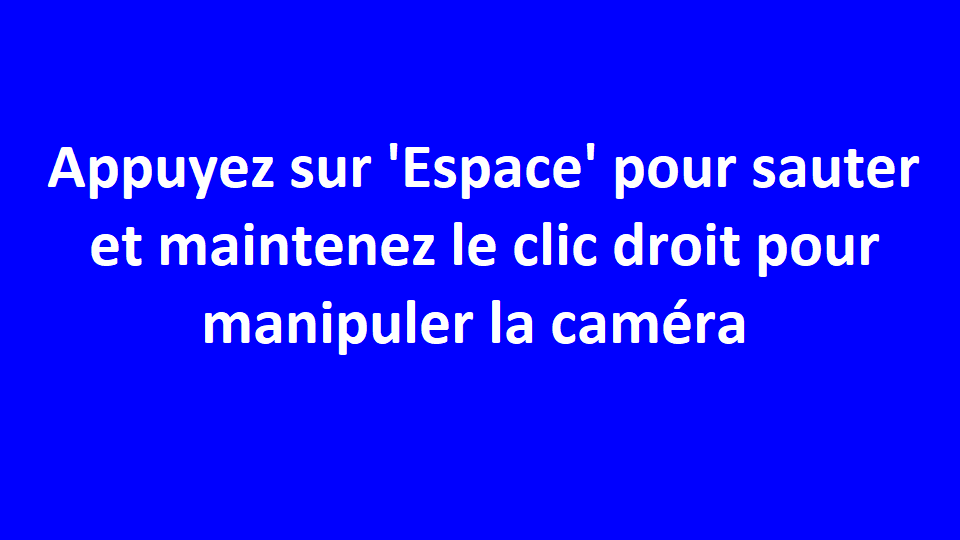 Appuyez sur 'Espace' pour sauter
et maintenez le clic droit pour
manipuler la caméra